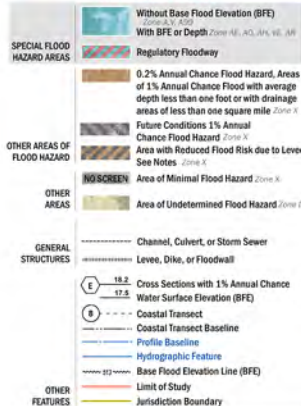 Without Base Flood Elevation (BFE)
Zone A,V, A99
With BFE or Depth Zone AE, AO, AH, VE, AR
SPECIAL FLOOD
HAZARD AREAS
Regulatory Floodway
0.2% Annual Chance Flood Hazard, Areas
of 1% Annual Chance Flood with average
depth less than one foot or with drainage
areas of less than one square mile Zone X
Future Conditions 1% Annual
Chance Flood Hazard Zone X
OTHER AREAS OF
FLOOD HAZARD
Area with Reduced Flood Risk due to Levee
See Notes Zone X
NO SCREEN Area of Minimal Flood Hazard Zone X
OTHER
AREAS
Area of Undetermined Flood Hazard Zone D
GENERAL
STRUCTURES
Channel, Culvert, or Storm Sewer
Levee, Dike, or Floodwall
E 18.2 Cross Sections with 1% Annual Chance
17.5 Water Surface Elevation (BFE)
8 Coastal Transect
Coastal Transect Baseline
Profile Baseline
Hydrographic Feature
513 Base Flood Elevation Line (BFE)
OTHER
FEATURES
Limit of Study
Jurisdiction Boundary